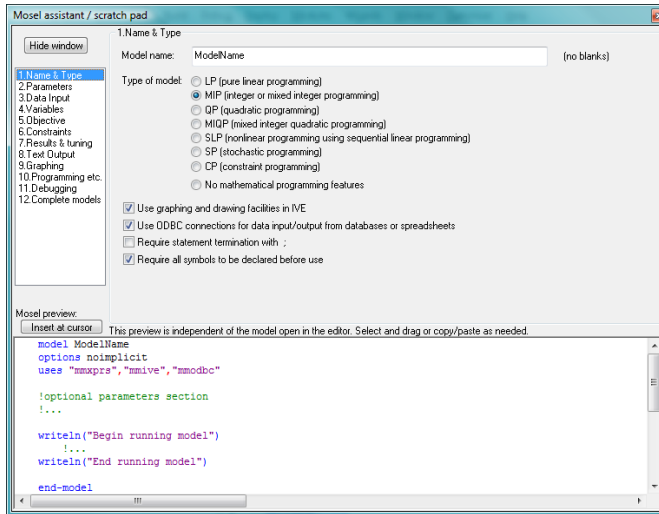 Mosel assistant / scratch pad
Hide window
1.Name & Type
2.Parameters
3.Data Input
4.Variables
5.Objective
6.Constraints
7.Results & tuning
8.Text Output
9.Graphing
10.Programming etc.
11.Debugging
12.Complete models
1.Name & Type
Model name: ModelName (no blanks)
Type of model: LP (pure linear programming)
MIP (integer or mixed integer programming)
QP (quadratic programming)
MIQP (mixed integer quadratic programming)
SLP (nonlinear programming using sequential linear programming)
SP (stochastic programming)
CP (constraint programming)
No mathematical programming features
Use graphing and drawing facilities in IVE
Use ODBC connections for data input/output from databases or spreadsheets
Require statement termination with ;
Require all symbols to be declared before use
Mosel preview:
Insert at cursor
This preview is independent of the model open in the editor. Select and drag or copy/paste as needed.
model ModelName
options noimplicit
uses "mmxprs","mmive","mmodbc"
!optional parameters section
!...
writeln("Begin running model")
!...
writeln("End running model")
end-model